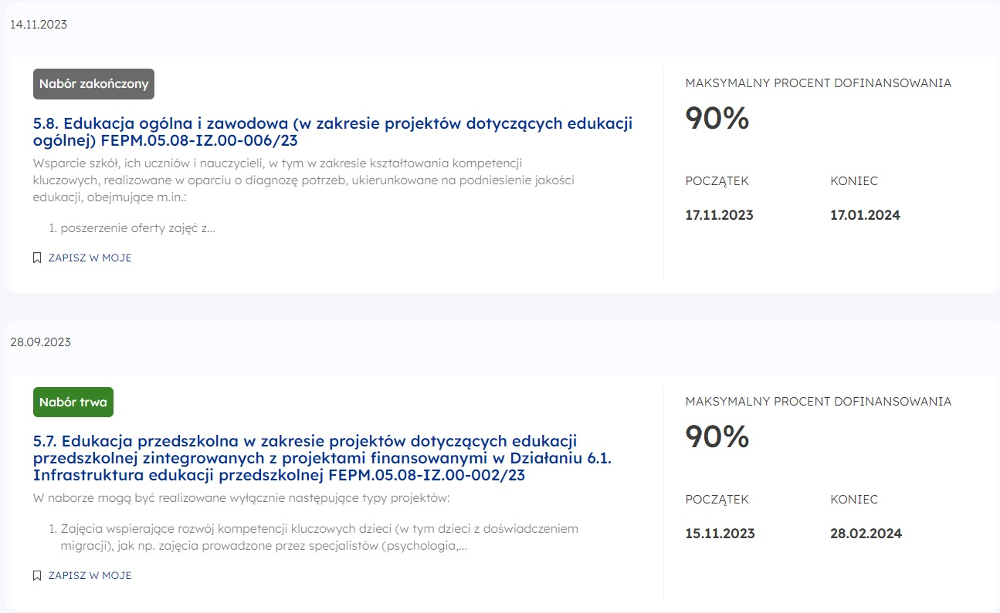 14.11.2023
Nabór zakończony
5.8. Edukacja ogólna i zawodowa (w zakresie projektów dotyczących edukacji
ogólnej) FEPM.05.08-IZ.00-006/23
Wsparcie szkół, ich uczniów i nauczycieli, w tym w zakresie kształtowania kompetencji
kluczowych, realizowane w oparciu o diagnozę potrzeb, ukierunkowane na podniesienie jakości
edukacji, obejmujące m.in.:
1. poszerzenie oferty zajęć z...
ZAPISZ W MOJE
MAKSYMALNY PROCENT DOFINANSOWANIA
90%
POCZĄTEK KONIEC
17.11.2023 17.01.2024
28.09.2023
Nabór trwa
5.7. Edukacja przedszkolna w zakresie projektów dotyczących edukacji
przedszkolnej zintegrowanych z projektami finansowanymi w Działaniu 6.1.
Infrastruktura edukacji przedszkolnej FEPM.05.08-IZ.00-002/23
W naborze mogą być realizowane wyłącznie następujące typy projektów:
1. Zajęcia wspierające rozwój kompetencji kluczowych dzieci (w tym dzieci z doświadczeniem
migracji), jak np. zajęcia prowadzone przez specjalistów (psychologia,...
ZAPISZ W MOJE
MAKSYMALNY PROCENT DOFINANSOWANIA
90%
POCZĄTEK KONIEC
15.11.2023 28.02.2024